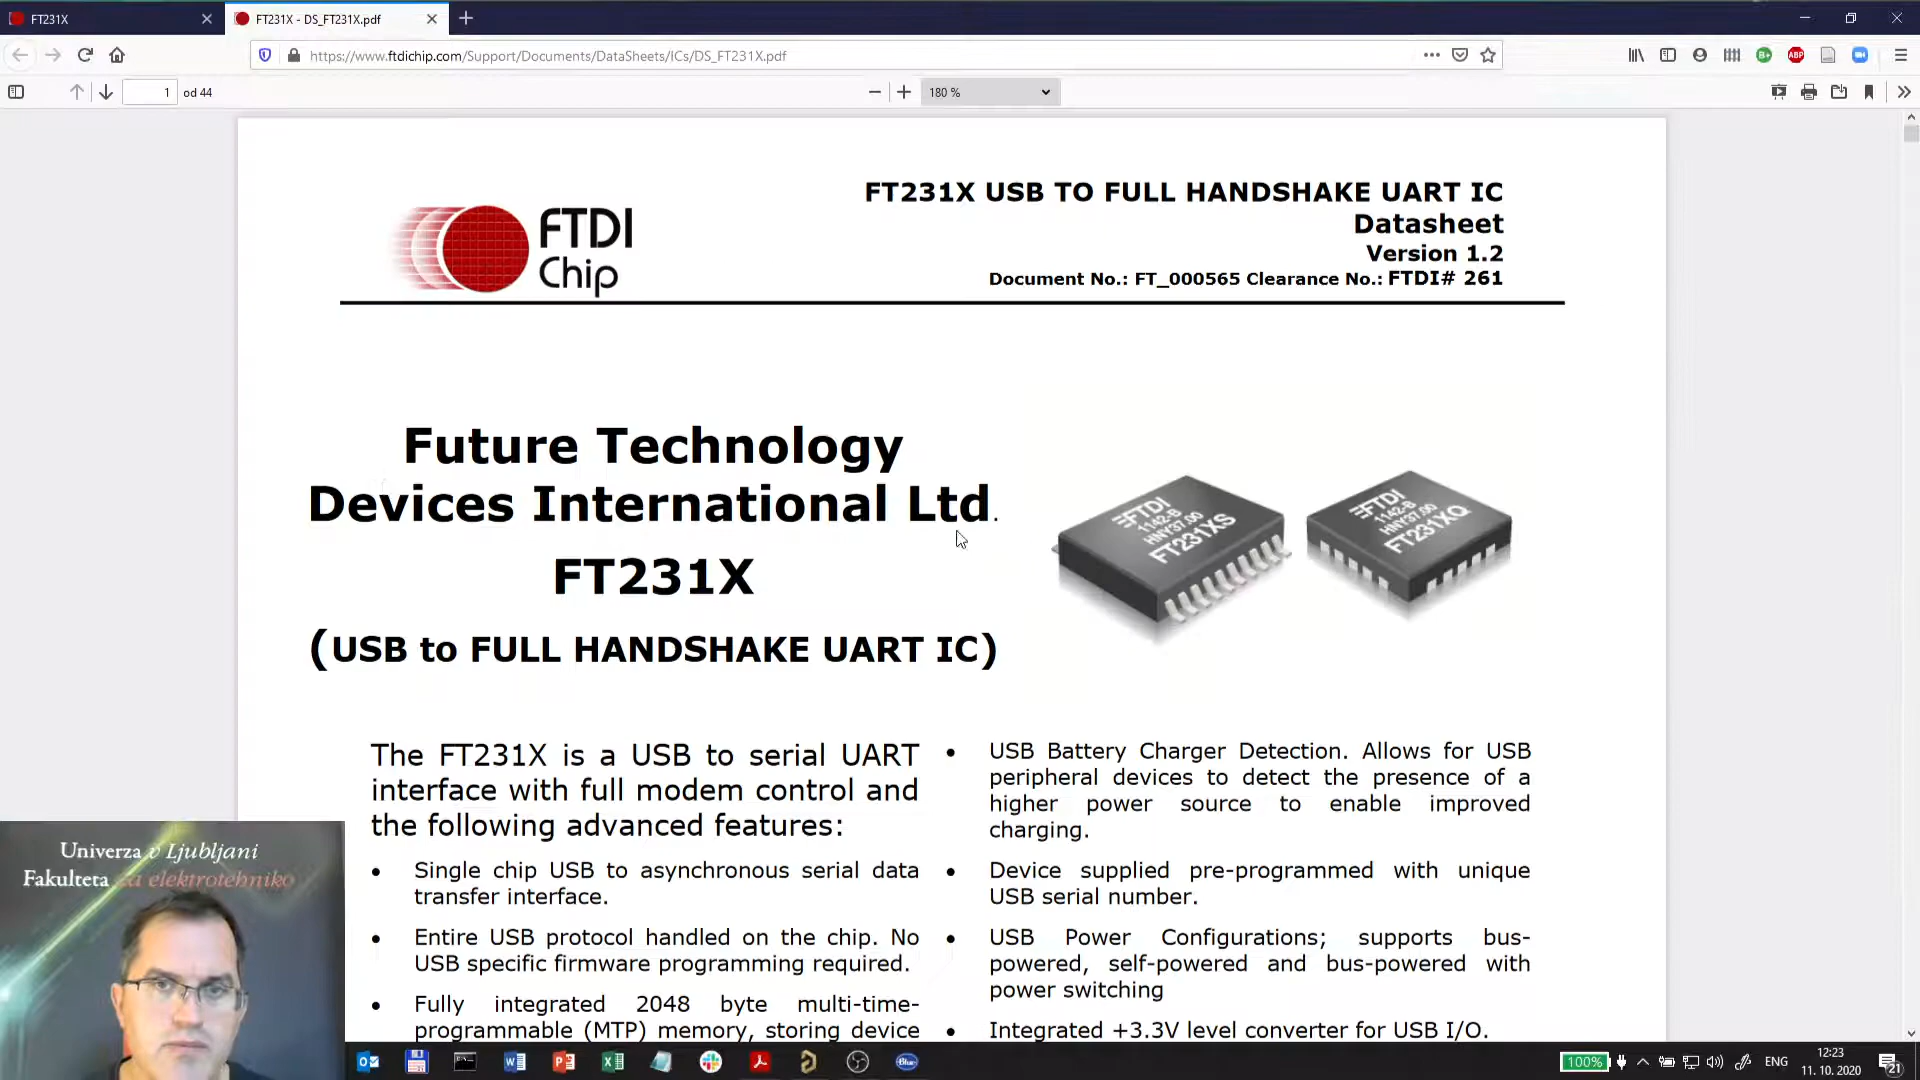 FT231X
FT231X - DS_FT231X.pdf
https://www.ftdichip.com/Support/Documents/DataSheets/ICs/DS_FT231X.pdf
1 od 44
180 %
FTDI
Chip
FT231X USB TO FULL HANDSHAKE UART IC
Datasheet
Version 1.2
Document No.: FT_000565 Clearance No.: FTDI# 261
Future Technology
Devices International Ltd.
FT231X
(USB to FULL HANDSHAKE UART IC)
FTDI
1142-B
HNY37.00
FT231XS
FTDI
1142-B
HNY37.00
FT231XQ
The FT231X is a USB to serial UART
interface with full modem control and
the following advanced features:
• Single chip USB to asynchronous serial data
transfer interface.
• Entire USB protocol handled on the chip. No
USB specific firmware programming required.
• Fully integrated 2048 byte multi-time-
programmable (MTP) memory, storing device
• USB Battery Charger Detection. Allows for USB
peripheral devices to detect the presence of a
higher power source to enable improved
charging.
• Device supplied pre-programmed with unique
USB serial number.
• USB Power Configurations; supports bus-
powered, self-powered and bus-powered with
power switching
• Integrated +3.3V level converter for USB I/O.
Univerza v Ljubljani
Fakulteta za elektrotehniko
100%
ENG
12:23
11. 10. 2020
21
ABP
B+
Blue